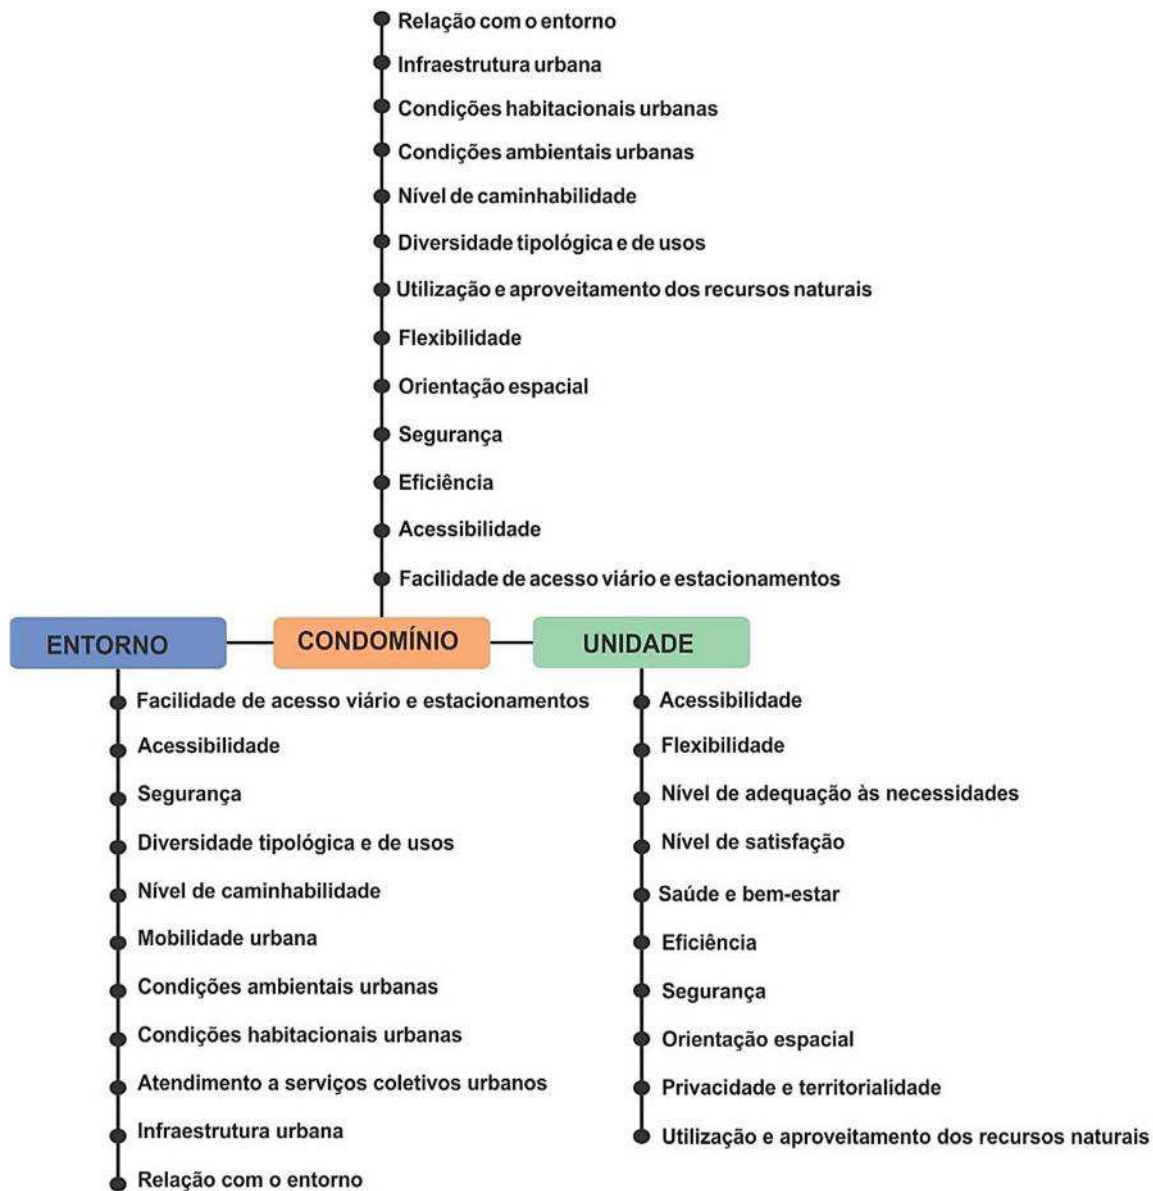 Relação com o entorno
Infraestrutura urbana
Condições habitacionais urbanas
Condições ambientais urbanas
Nível de caminhabilidade
Diversidade tipológica e de usos
Utilização e aproveitamento dos recursos naturais
Flexibilidade
Orientação espacial
Segurança
Eficiência
Acessibilidade
Facilidade de acesso viário e estacionamentos
ENTORNO
CONDOMÍNIO
UNIDADE
Facilidade de acesso viário e estacionamentos
Acessibilidade
Segurança
Diversidade tipológica e de usos
Nível de caminhabilidade
Mobilidade urbana
Condições ambientais urbanas
Condições habitacionais urbanas
Atendimento a serviços coletivos urbanos
Infraestrutura urbana
Relação com o entorno
Acessibilidade
Flexibilidade
Nível de adequação às necessidades
Nível de satisfação
Saúde e bem-estar
Eficiência
Segurança
Orientação espacial
Privacidade e territorialidade
Utilização e aproveitamento dos recursos naturais